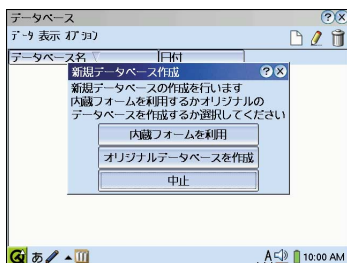 データベース
データ 表示 オプション
データベース名 日付
新規データベース作成
新規データベースの作成を行います
内蔵フォームを利用するかオリジナルの
データベースを作成するか選択してください
内蔵フォームを利用
オリジナルデータベースを作成
中止
あ A 10:00 AM